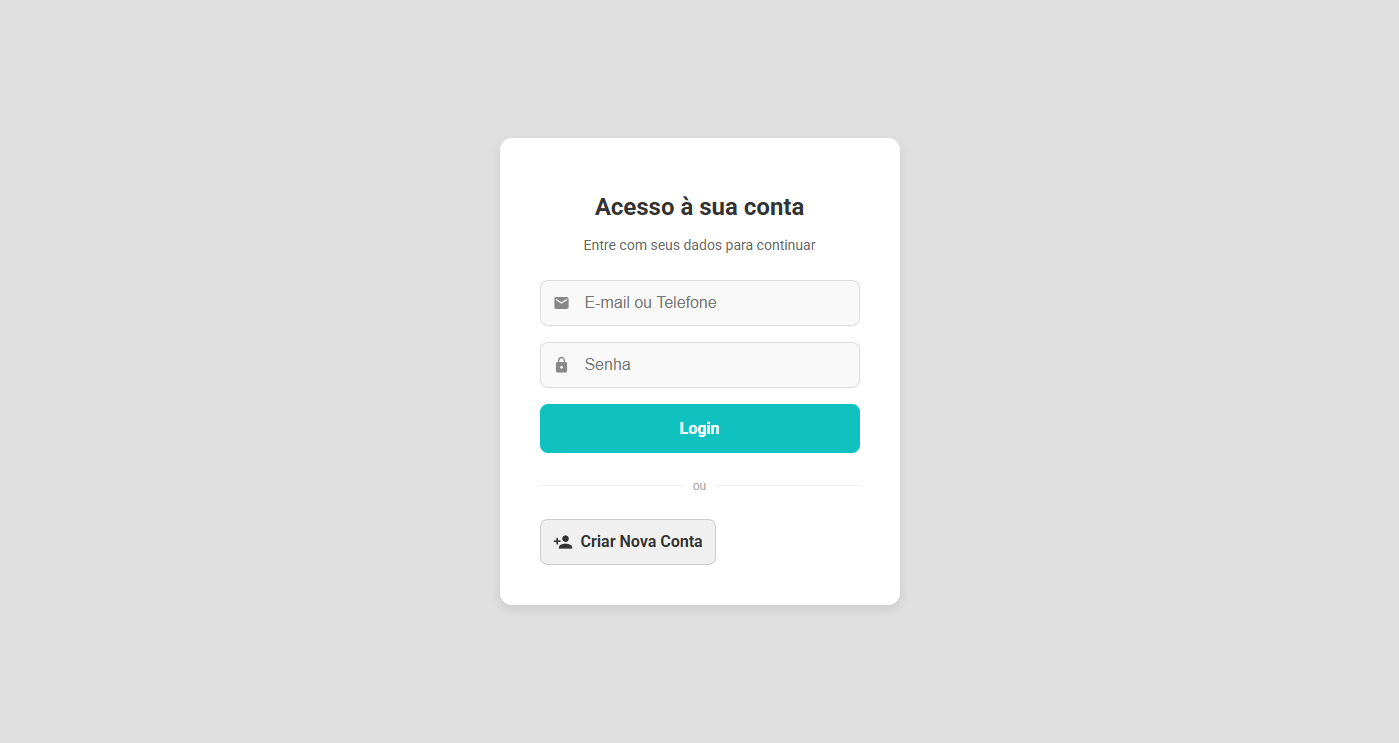 Acesso à sua conta
Entre com seus dados para continuar
E-mail ou Telefone
Senha
Login
ou
Criar Nova Conta